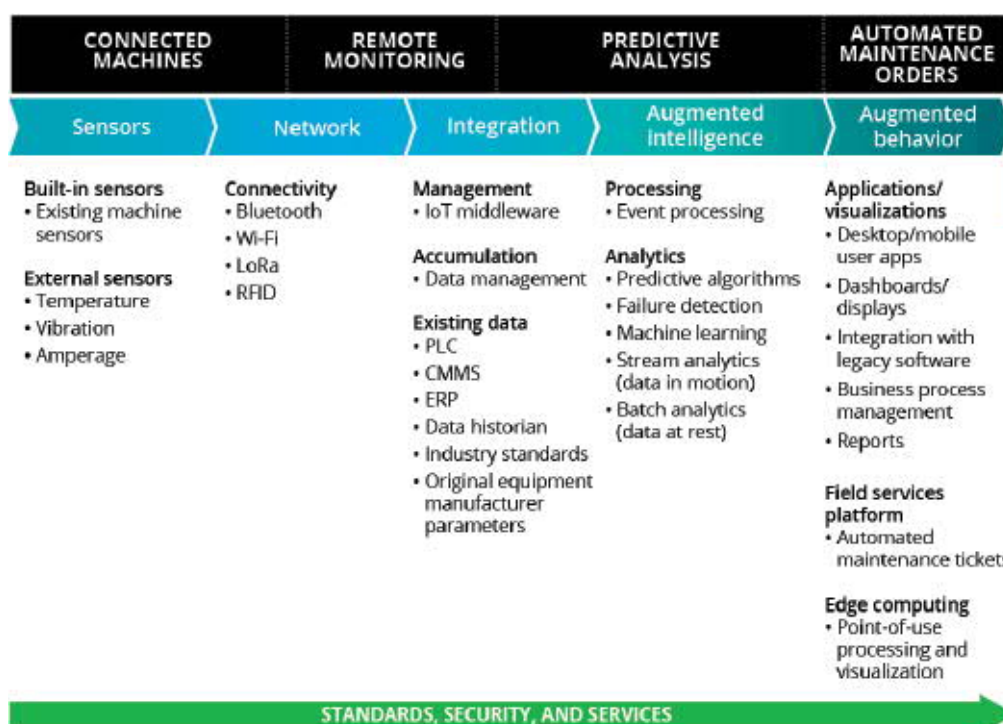 CONNECTED
MACHINES
REMOTE
MONITORING
PREDICTIVE
ANALYSIS
AUTOMATED
MAINTENANCE
ORDERS
Sensors
Network
Integration
Augmented
intelligence
Augmented
behavior
Built-in sensors
• Existing machine
sensors
External sensors
• Temperature
• Vibration
• Amperage
Connectivity
• Bluetooth
• Wi-Fi
• LoRa
• RFID
Management
• IoT middleware
Accumulation
• Data management
Existing data
• PLC
• CMMS
• ERP
• Data historian
• Industry standards
• Original equipment
manufacturer
parameters
Processing
• Event processing
Analytics
• Predictive algorithms
• Failure detection
• Machine learning
• Stream analytics
(data in motion)
• Batch analytics
(data at rest)
Applications/
visualizations
• Desktop/mobile
user apps
• Dashboards/
displays
• Integration with
legacy software
• Business process
management
• Reports
Field services
platform
• Automated
maintenance tickets
Edge computing
• Point-of-use
processing and
visualization
STANDARDS, SECURITY, AND SERVICES